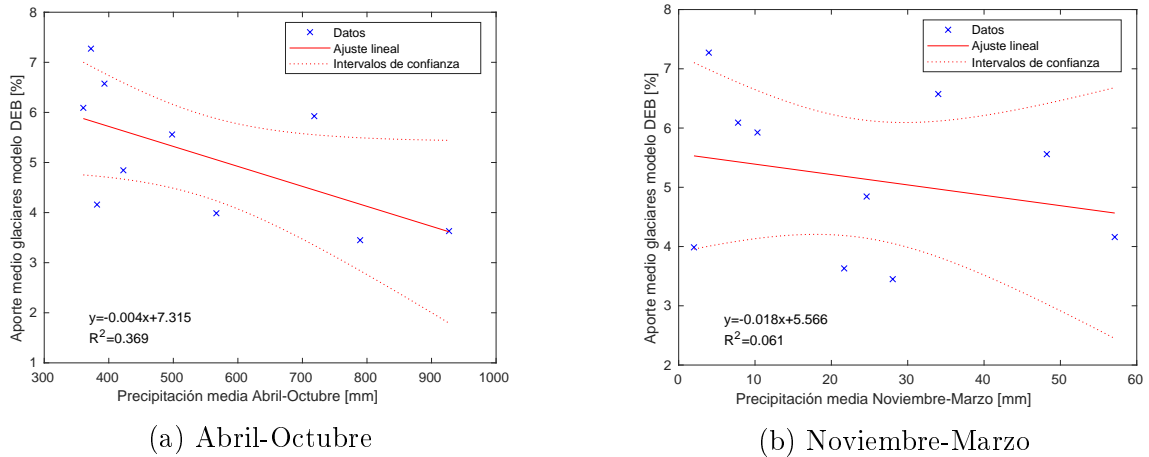 Datos
Ajuste lineal
Intervalos de confianza
8
7
6
5
4
3
2
1
Aporte medio glaciares modelo DEB [%]
y=-0.004x+7.315
R²=0.369
300 400 500 600 700 800 900 1000
Precipitación media Abril-Octubre [mm]
(a) Abril-Octubre
Datos
Ajuste lineal
Intervalos de confianza
8
7
6
5
4
3
2
Aporte medio glaciares modelo DEB [%]
y=-0.018x+5.566
R²=0.061
0 10 20 30 40 50 60
Precipitación media Noviembre-Marzo [mm]
(b) Noviembre-Marzo